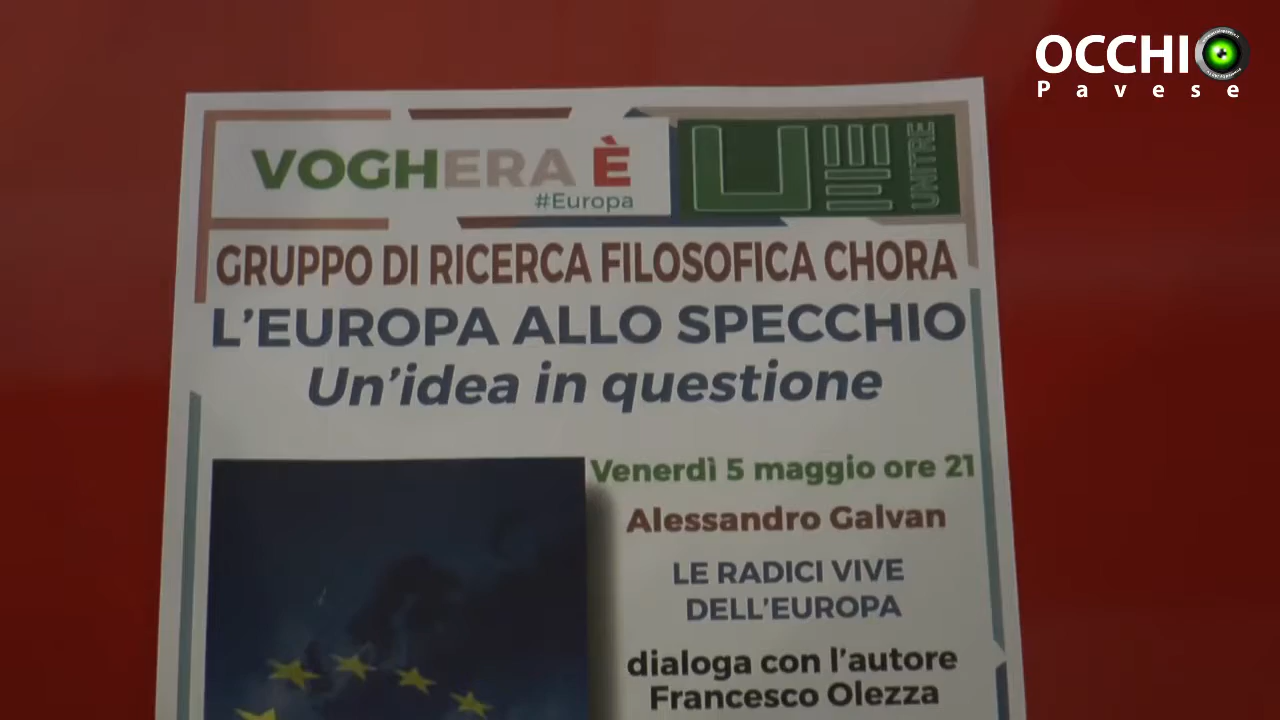 OCCHIO
Pavese
VOGHERA È
#Europa
UNITRE
GRUPPO DI RICERCA FILOSOFICA CHORA
L'EUROPA ALLO SPECCHIO
Un'idea in questione
Venerdì 5 maggio ore 21
Alessandro Galvan
LE RADICI VIVE
DELL'EUROPA
dialoga con l'autore
Francesco Olezza